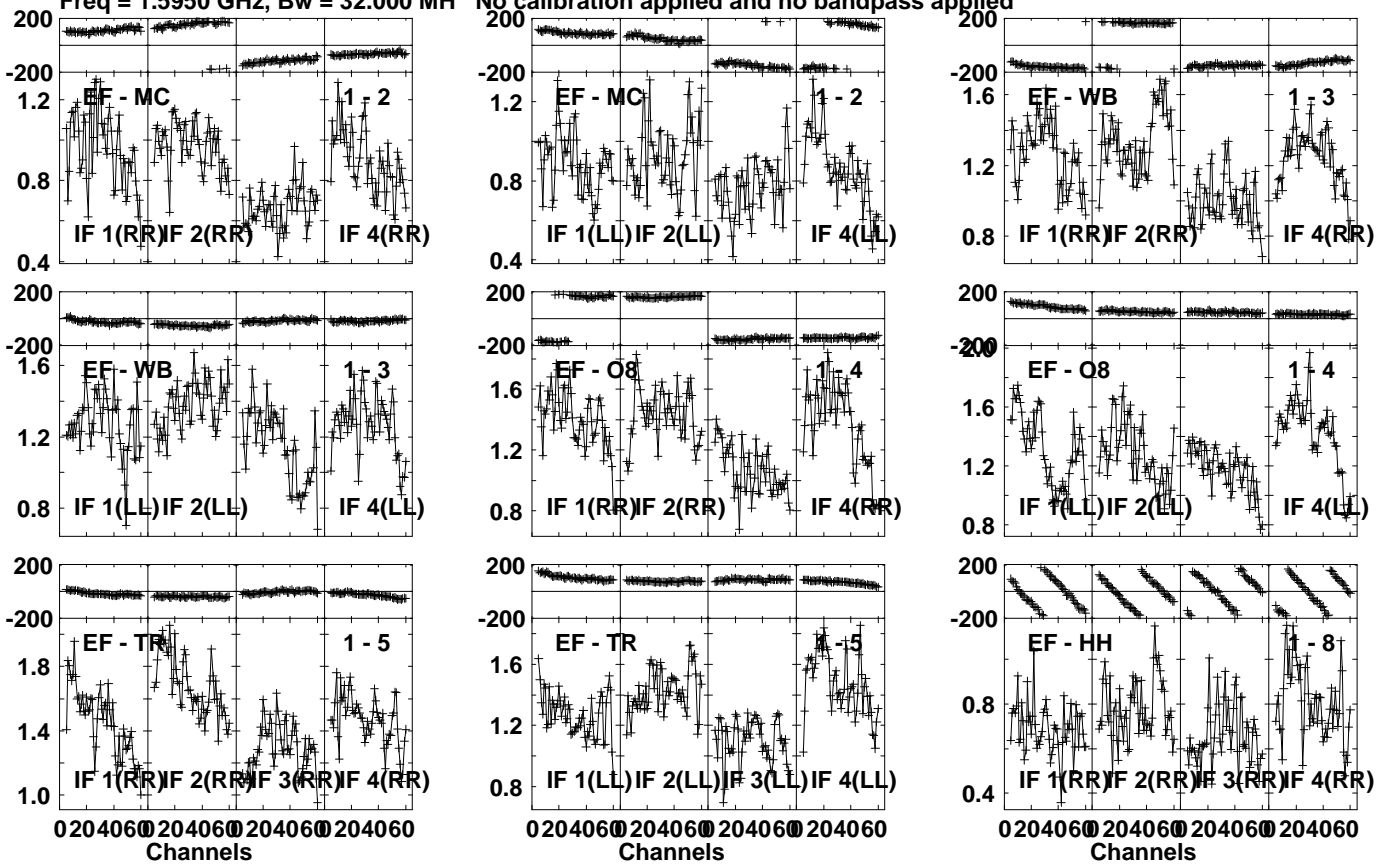 Freq = 1.5950 GHz, Bw = 32.000 MH No calibration applied and no bandpass applied
200
-200
1.2
0.8
0.4
EF - MC 1 - 2
IF 1(RR) IF 2(RR) IF 4(RR)
200
-200
1.2
0.8
0.4
EF - MC 1 - 2
IF 1(LL) IF 2(LL) IF 4(LL)
200
-200
1.6
1.2
0.8
EF - WB 1 - 3
IF 1(RR) IF 2(RR) IF 4(RR)
200
-200
1.6
1.2
0.8
EF - WB 1 - 3
IF 1(LL) IF 2(LL) IF 4(LL)
200
-200
1.6
1.2
0.8
EF - O8 1 - 4
IF 1(RR) IF 2(RR) IF 4(RR)
200
-200
2.0
1.6
1.2
0.8
EF - O8 1 - 4
IF 1(LL) IF 2(LL) IF 4(LL)
200
-200
1.8
1.4
1.0
EF - TR 1 - 5
IF 1(RR) IF 2(RR) IF 3(RR) IF 4(RR)
0 20 40 60 0 20 40 60 0 20 40 60 0 20 40 60
Channels
200
-200
1.6
1.2
0.8
EF - TR 1 - 5
IF 1(LL) IF 2(LL) IF 3(LL) IF 4(LL)
0 20 40 60 0 20 40 60 0 20 40 60 0 20 40 60
Channels
200
-200
0.8
0.4
EF - HH 1 - 8
IF 1(RR) IF 2(RR) IF 3(RR) IF 4(RR)
0 20 40 60 0 20 40 60 0 20 40 60 0 20 40 60
Channels